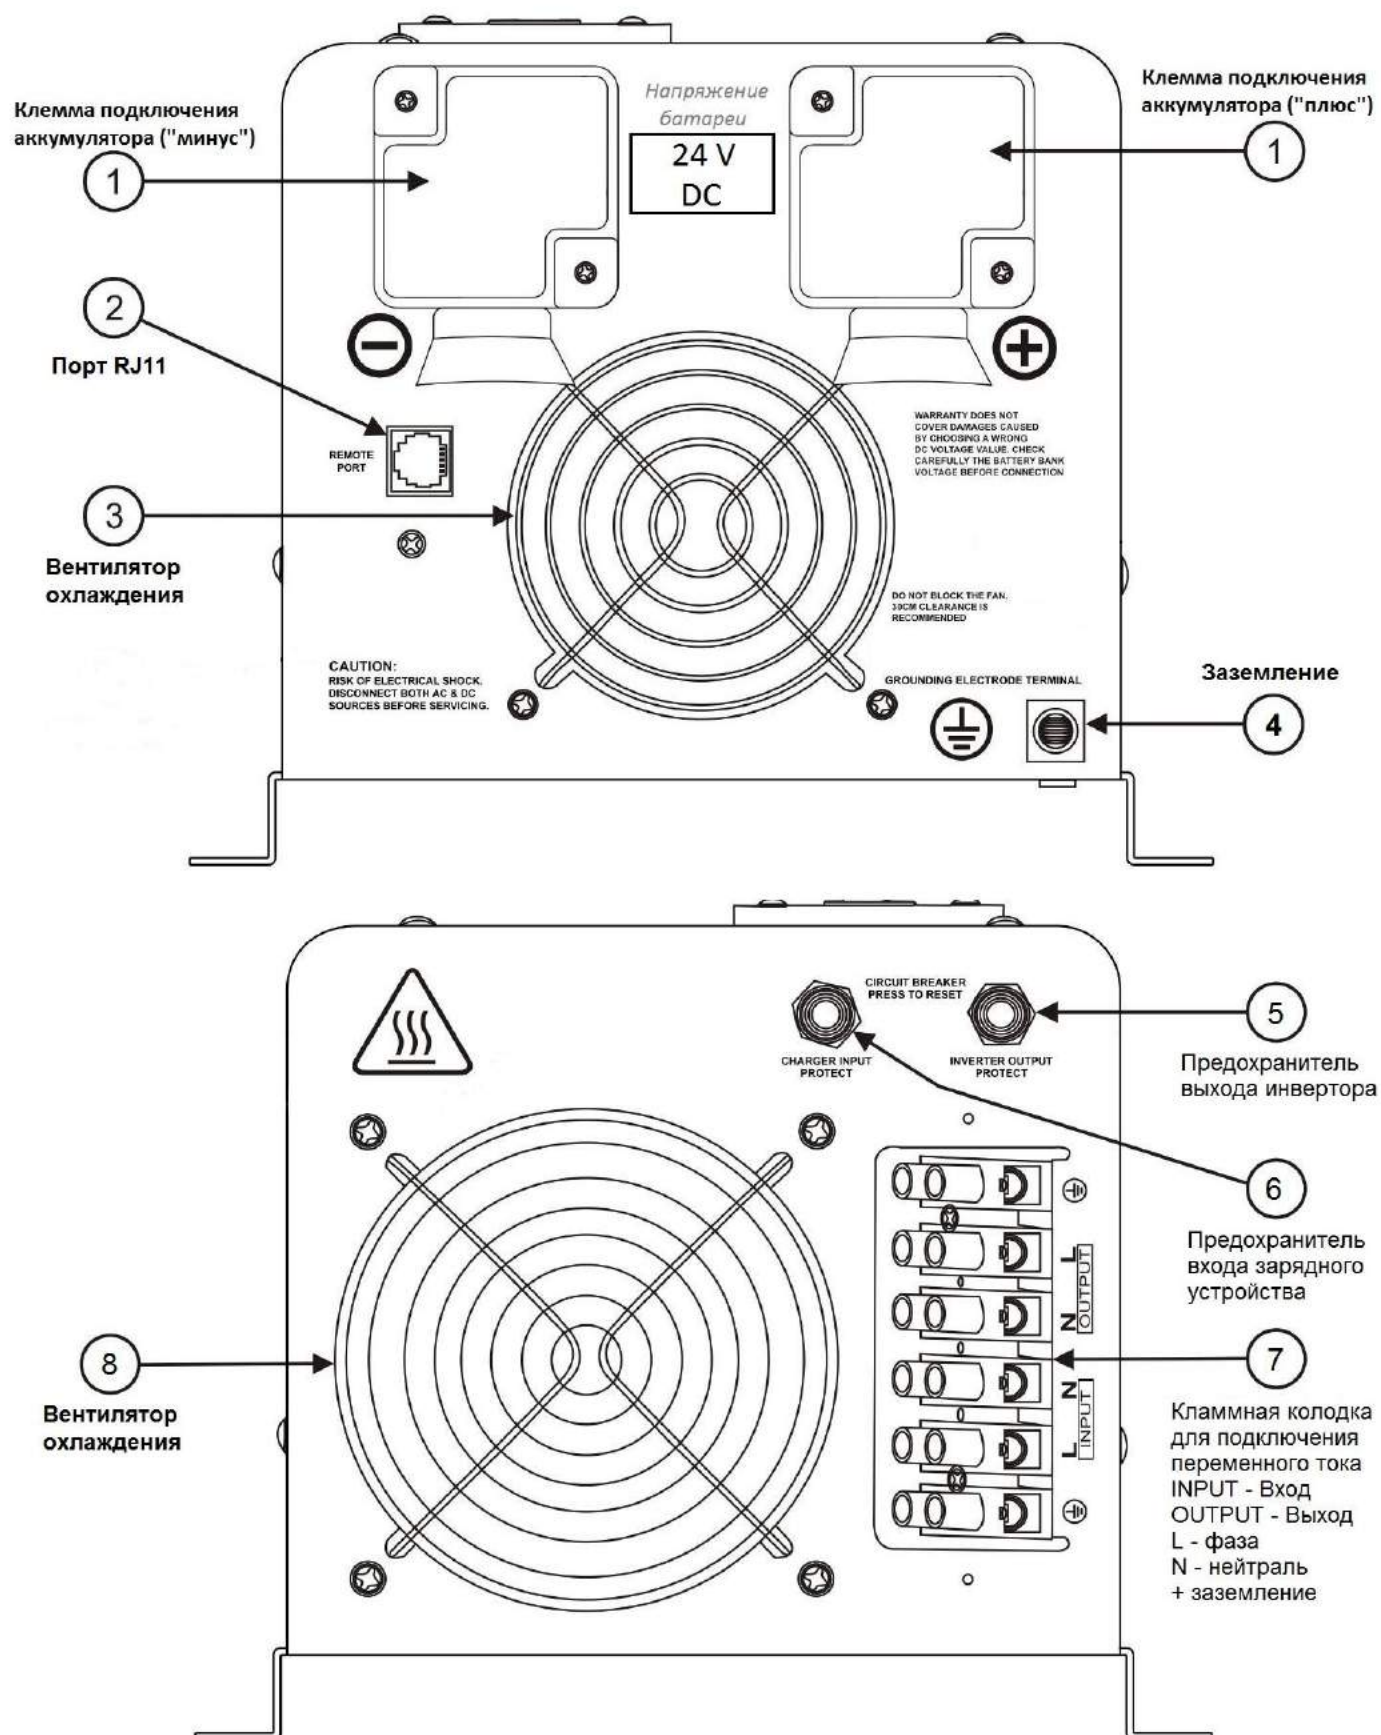 Клемма подключения
аккумулятора ("минус")
1
Напряжение
батареи
24 V
DC
Клемма подключения
аккумулятора ("плюс")
1
2
Порт RJ11
REMOTE
PORT
WARRANTY DOES NOT
COVER DAMAGES CAUSED
BY CHOOSING A WRONG
DC VOLTAGE VALUE. CHECK
CAREFULLY THE BATTERY BANK
VOLTAGE BEFORE CONNECTION
3
Вентилятор
охлаждения
DO NOT BLOCK THE FAN.
30CM CLEARANCE IS
RECOMMENDED
CAUTION:
RISK OF ELECTRICAL SHOCK.
DISCONNECT BOTH AC & DC
SOURCES BEFORE SERVICING.
GROUNDING ELECTRODE TERMINAL
Заземление
4
CIRCUIT BREAKER
PRESS TO RESET
CHARGER INPUT
PROTECT
INVERTER OUTPUT
PROTECT
5
Предохранитель
выхода инвертора
6
Предохранитель
входа зарядного
устройства
L
N
OUTPUT
N
L
INPUT
7
Кламмная колодка
для подключения
переменного тока
INPUT - Вход
OUTPUT - Выход
L - фаза
N - нейтраль
+ заземление
8
Вентилятор
охлаждения